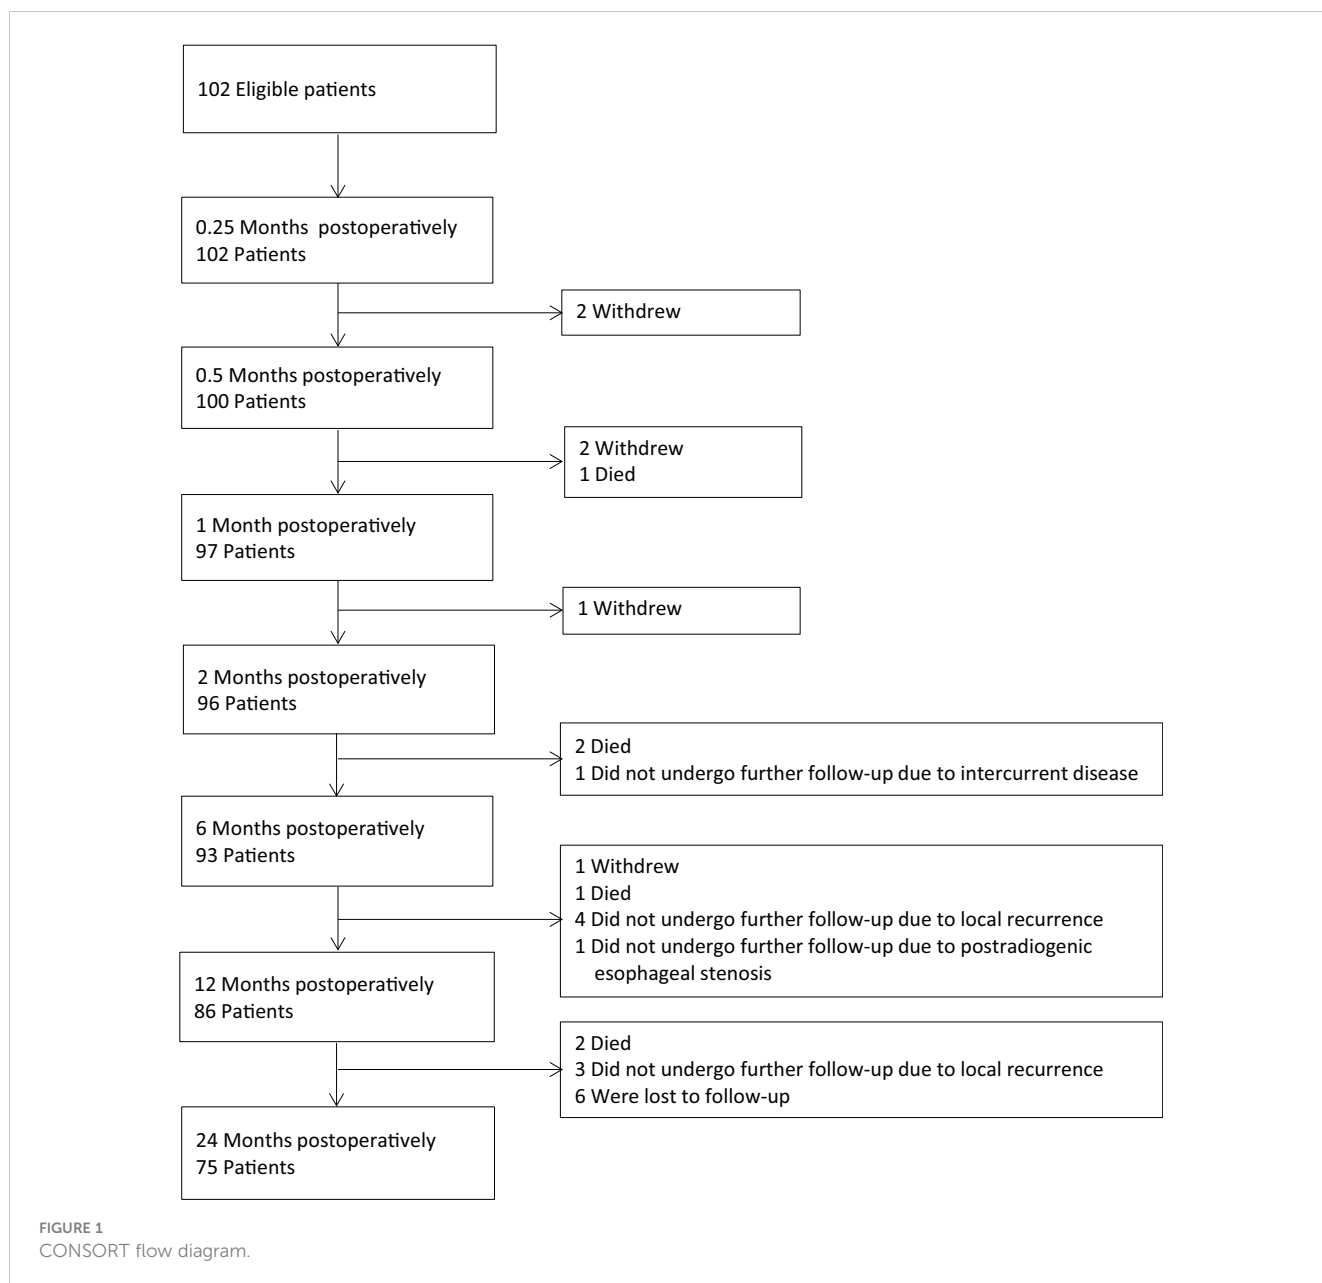 102 Eligible patients
0.25 Months postoperatively
102 Patients
2 Withdrew
0.5 Months postoperatively
100 Patients
2 Withdrew
1 Died
1 Month postoperatively
97 Patients
1 Withdrew
2 Months postoperatively
96 Patients
2 Died
1 Did not undergo further follow-up due to intercurrent disease
6 Months postoperatively
93 Patients
1 Withdrew
1 Died
4 Did not undergo further follow-up due to local recurrence
1 Did not undergo further follow-up due to postradiogenic
esophageal stenosis
12 Months postoperatively
86 Patients
2 Died
3 Did not undergo further follow-up due to local recurrence
6 Were lost to follow-up
24 Months postoperatively
75 Patients
FIGURE 1
CONSORT flow diagram.